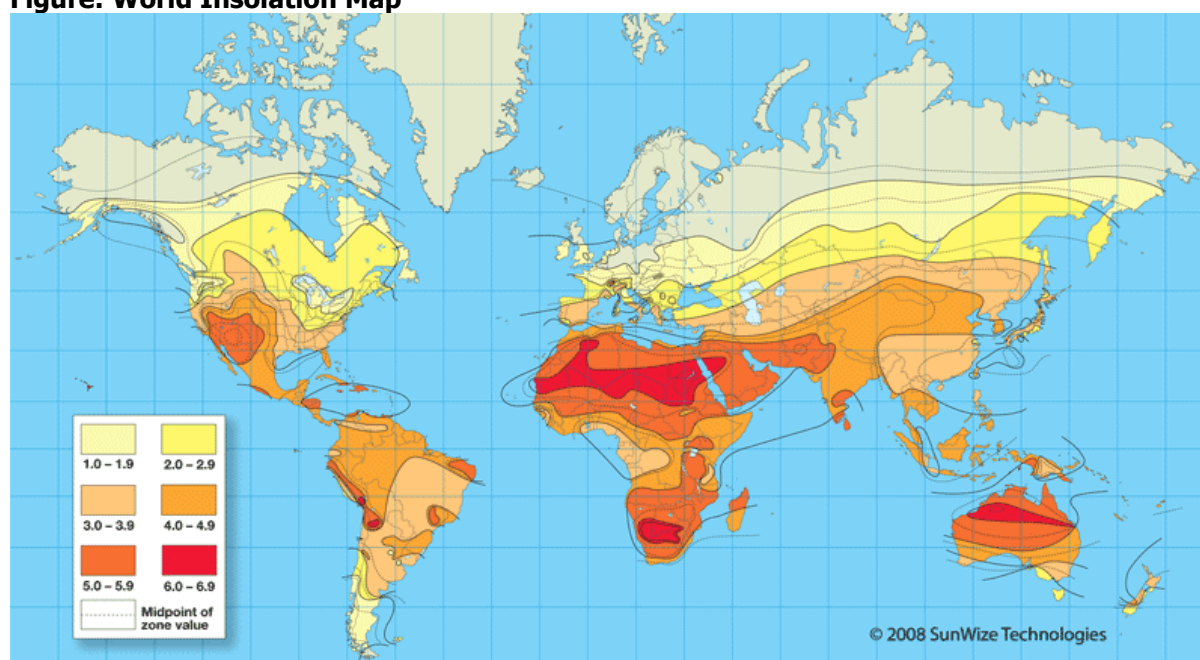 Figure: World Insolation Map
1.0 – 1.9 2.0 – 2.9
3.0 – 3.9 4.0 – 4.9
5.0 – 5.9 6.0 – 6.9
Midpoint of
zone value
© 2008 SunWize Technologies